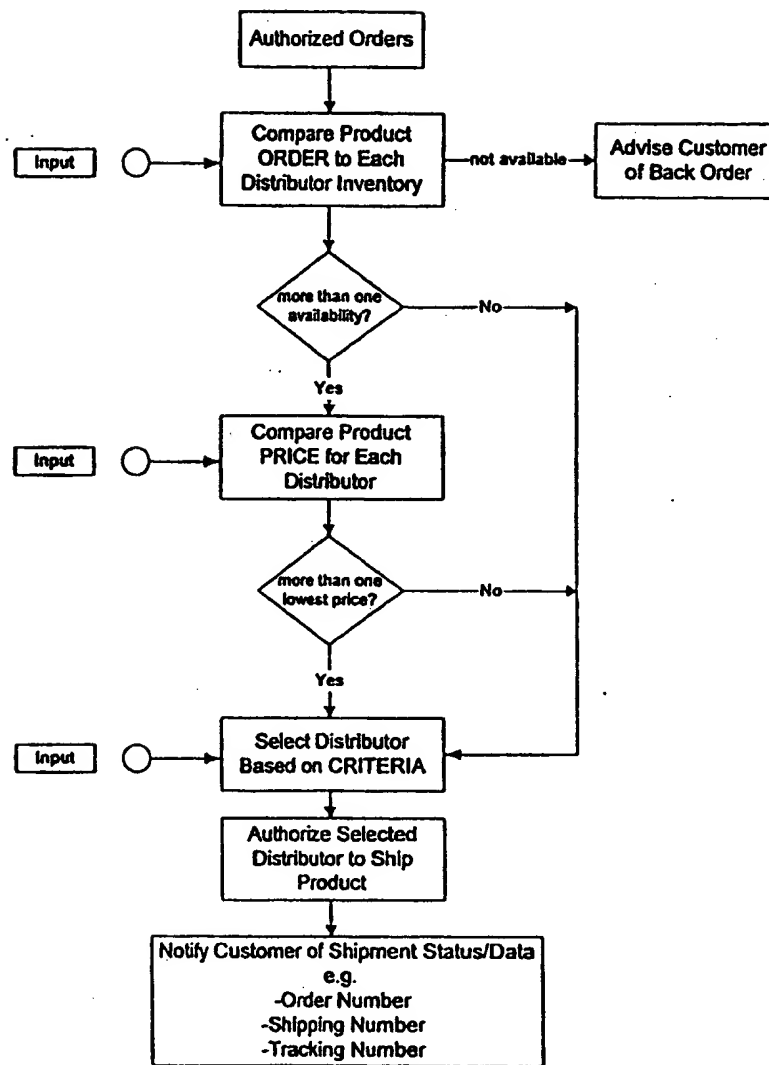 Authorized Orders
Input
Compare Product
ORDER to Each
Distributor Inventory
not available
Advise Customer
of Back Order
more than one
availability?
No
Yes
Input
Compare Product
PRICE for Each
Distributor
more than one
lowest price?
No
Yes
Input
Select Distributor
Based on CRITERIA
Authorize Selected
Distributor to Ship
Product
Notify Customer of Shipment Status/Data
e.g.
-Order Number
-Shipping Number
-Tracking Number